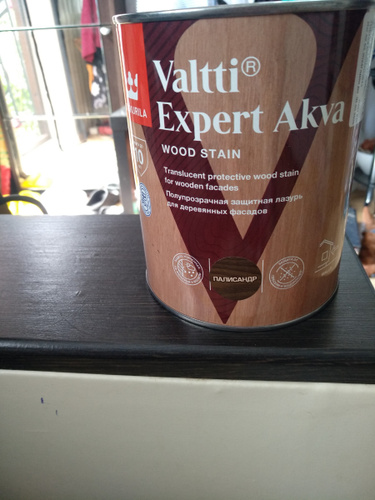 Valtti®
Expert Akva
WOOD STAIN
Translucent protective wood stain
for wooden facades
Полупрозрачная защитная лазурь
для деревянных фасадов
10
ПАЛИСАНДР